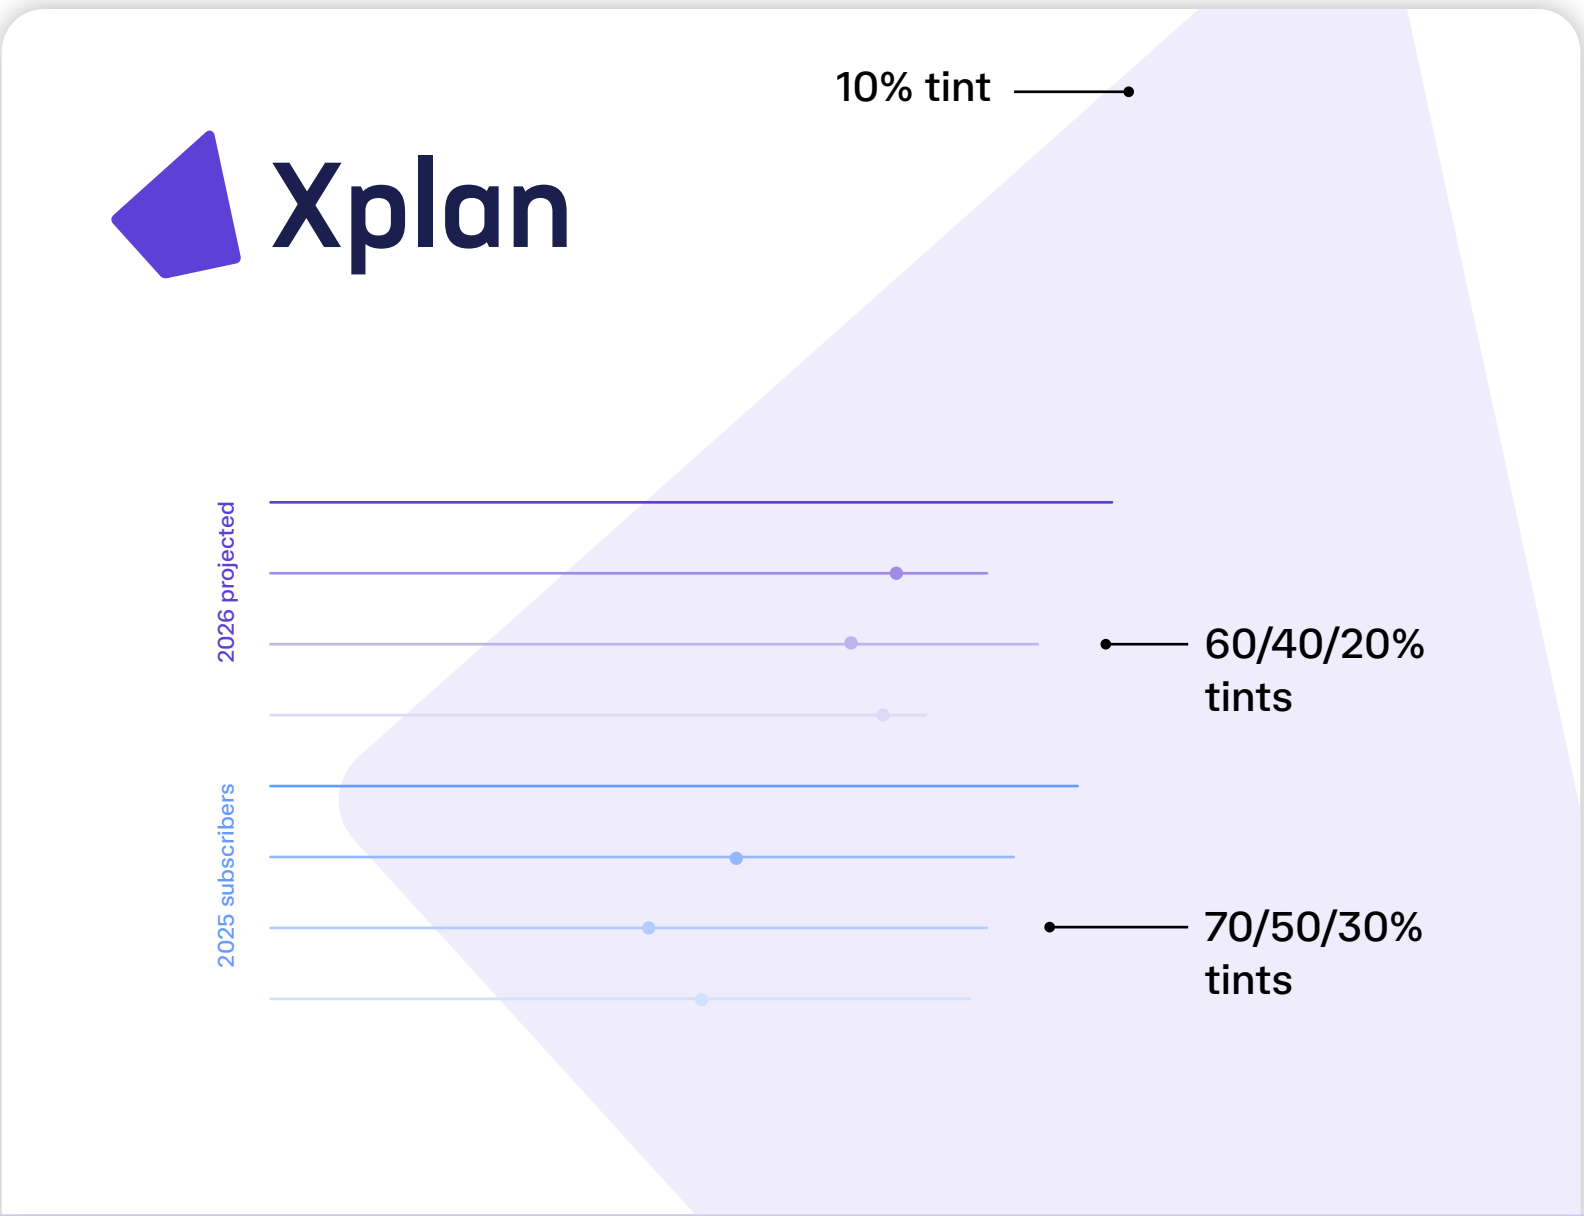 10% tint
Xplan
2026 projected
60/40/20%
tints
2025 subscribers
70/50/30%
tints